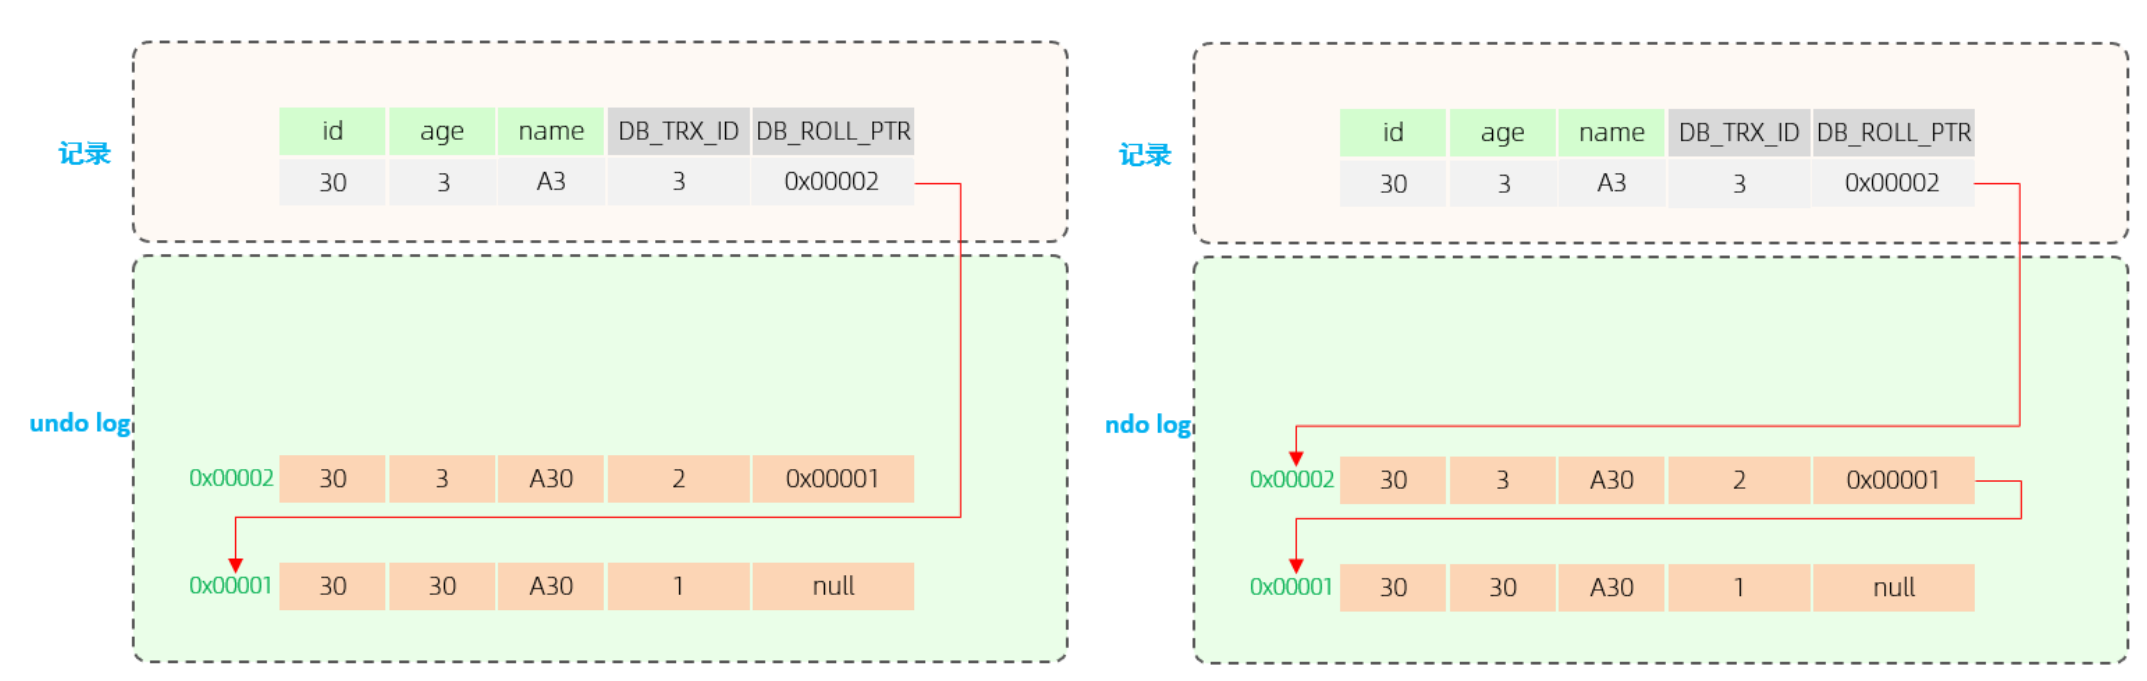 id age name DB_TRX_ID DB_ROLL_PTR
记录
30 3 A3 3 0x00002
undo log
0x00002 30 3 A30 2 0x00001
0x00001 30 30 A30 1 null
id age name DB_TRX_ID DB_ROLL_PTR
记录
30 3 A3 3 0x00002
ndo log
0x00002 30 3 A30 2 0x00001
0x00001 30 30 A30 1 null